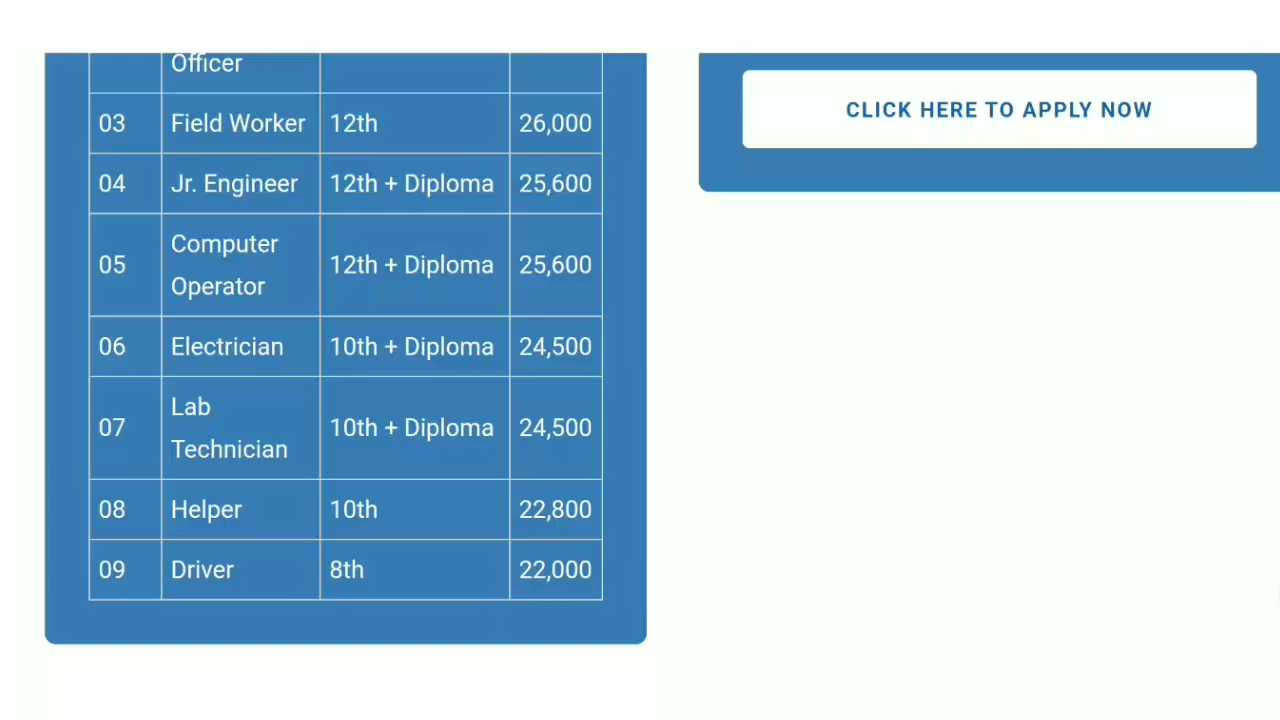 Officer
03 Field Worker 12th 26,000
04 Jr. Engineer 12th + Diploma 25,600
Computer
05 12th + Diploma 25,600
Operator
06 Electrician 10th + Diploma 24,500
Lab
07 10th + Diploma 24,500
Technician
08 Helper 10th 22,800
09 Driver 8th 22,000
CLICK HERE TO APPLY NOW